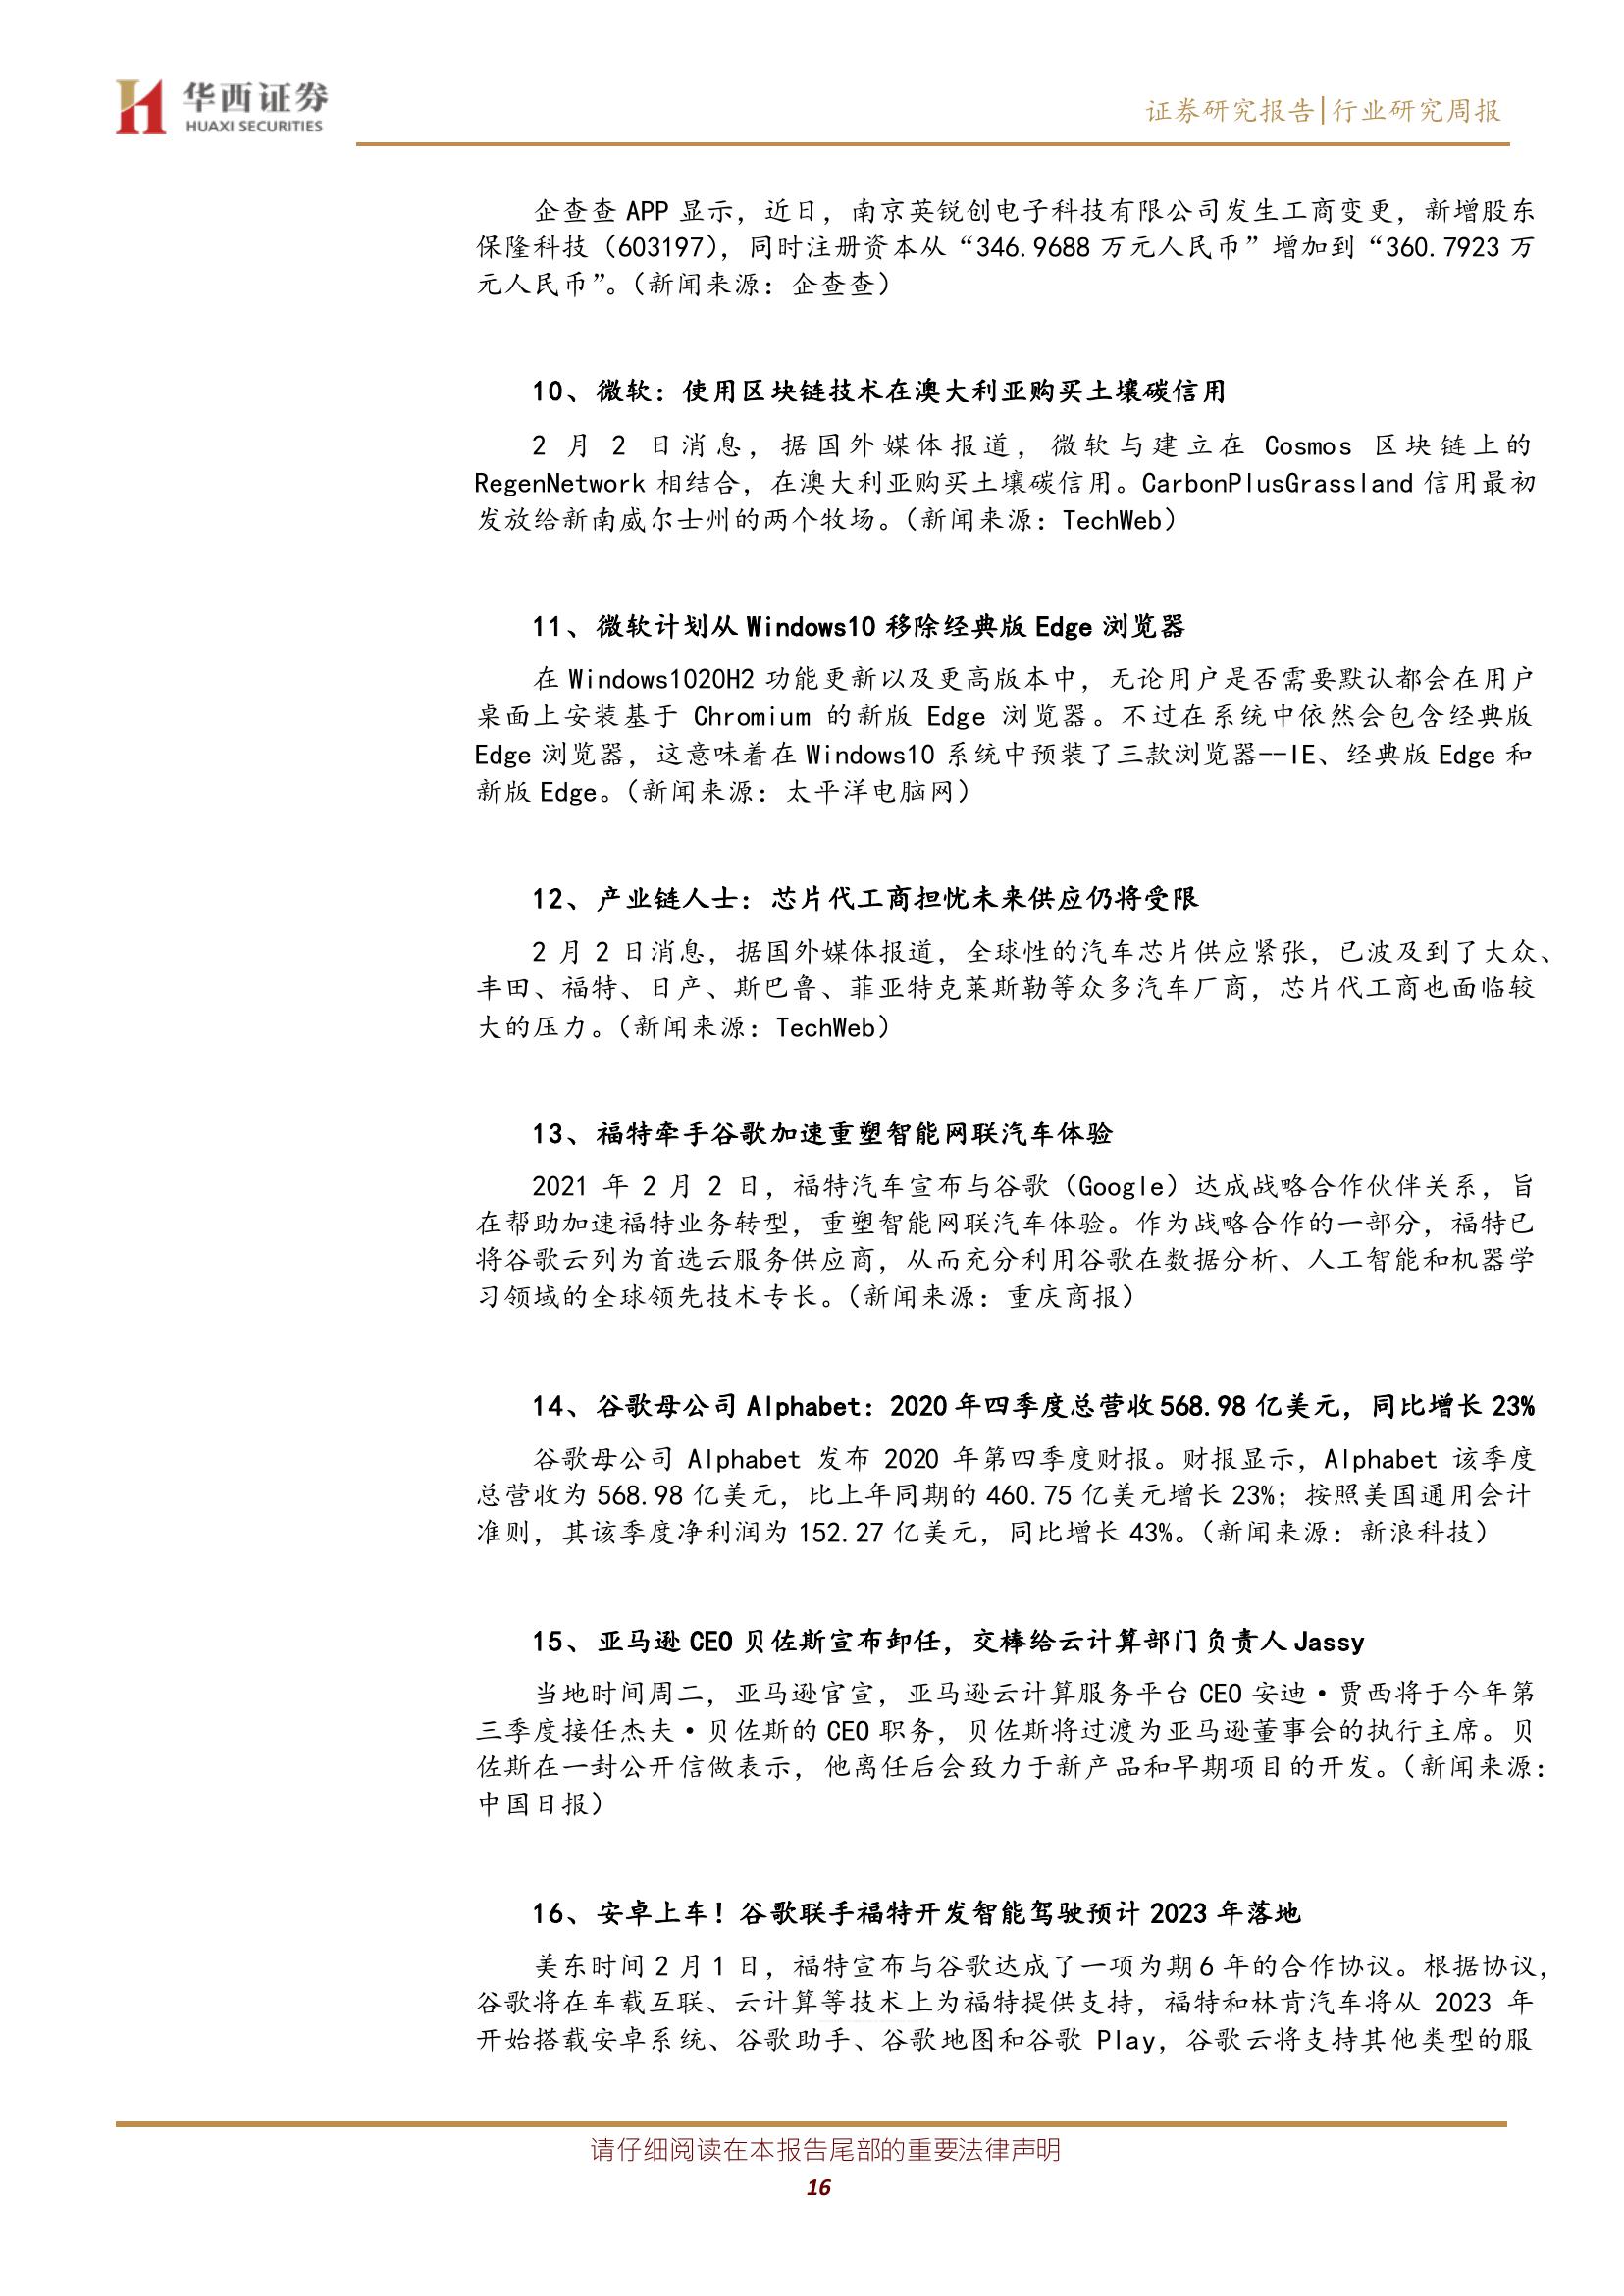 华西证券
HUAXI SECURITIES
证券研究报告|行业研究周报
企查查 APP 显示，近日，南京英锐创电子科技有限公司发生工商变更，新增股东
保隆科技（603197），同时注册资本从“346.9688 万元人民币”增加到“360.7923 万
元人民币”。（新闻来源：企查查）
10、微软：使用区块链技术在澳大利亚购买土壤碳信用
2 月 2 日消息，据国外媒体报道，微软与建立在 Cosmos 区块链上的
RegenNetwork 相结合，在澳大利亚购买土壤碳信用。CarbonPlusGrassland 信用最初
发放给新南威尔士州的两个牧场。（新闻来源：TechWeb）
11、微软计划从 Windows10 移除经典版 Edge 浏览器
在 Windows1020H2 功能更新以及更高版本中，无论用户是否需要默认都会在用户
桌面上安装基于 Chromium 的新版 Edge 浏览器。不过在系统中依然会包含经典版
Edge 浏览器，这意味着在 Windows10 系统中预装了三款浏览器--IE、经典版 Edge 和
新版 Edge。（新闻来源：太平洋电脑网）
12、产业链人士：芯片代工商担忧未来供应仍将受限
2 月 2 日消息，据国外媒体报道，全球性的汽车芯片供应紧张，已波及到了大众、
丰田、福特、日产、斯巴鲁、菲亚特克莱斯勒等众多汽车厂商，芯片代工商也面临较
大的压力。（新闻来源：TechWeb）
13、福特牵手谷歌加速重塑智能网联汽车体验
2021 年 2 月 2 日，福特汽车宣布与谷歌（Google）达成战略合作伙伴关系，旨
在帮助加速福特业务转型，重塑智能网联汽车体验。作为战略合作的一部分，福特已
将谷歌云列为首选云服务供应商，从而充分利用谷歌在数据分析、人工智能和机器学
习领域的全球领先技术专长。（新闻来源：重庆商报）
14、谷歌母公司 Alphabet：2020 年四季度总营收 568.98 亿美元，同比增长 23%
谷歌母公司 Alphabet 发布 2020 年第四季度财报。财报显示，Alphabet 该季度
总营收为 568.98 亿美元，比上年同期的 460.75 亿美元增长 23%；按照美国通用会计
准则，其该季度净利润为 152.27 亿美元，同比增长 43%。（新闻来源：新浪科技）
15、亚马逊 CEO 贝佐斯宣布卸任，交棒给云计算部门负责人 Jassy
当地时间周二，亚马逊官宣，亚马逊云计算服务平台 CEO 安迪·贾西将于今年第
三季度接任杰夫·贝佐斯的 CEO 职务，贝佐斯将过渡为亚马逊董事会的执行主席。贝
佐斯在一封公开信做表示，他离任后会致力于新产品和早期项目的开发。（新闻来源：
中国日报）
16、安卓上车！谷歌联手福特开发智能驾驶预计 2023 年落地
美东时间 2 月 1 日，福特宣布与谷歌达成了一项为期 6 年的合作协议。根据协议，
谷歌将在车载互联、云计算等技术上为福特提供支持，福特和林肯汽车将从 2023 年
开始搭载安卓系统、谷歌助手、谷歌地图和谷歌 Play，谷歌云将支持其他类型的服
请仔细阅读在本报告尾部的重要法律声明
16